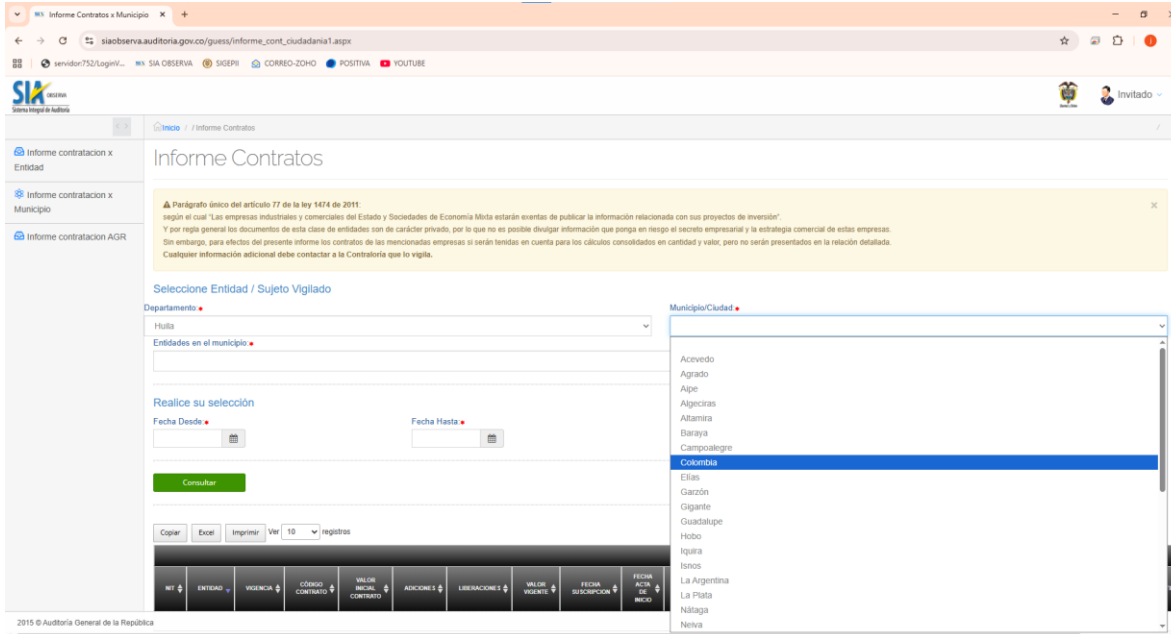 Informe Contratos x Municipio
siaobserva.auditoria.gov.co/guess/informe_cont_ciudadania1.aspx
servidor:752/LoginV... SIA OBSERVA SIGEPII CORREO-ZOHO POSITIVA YOUTUBE
SIA OBSERVA
Sistema Integral de Auditoría
Invitado
Inicio / / Informe Contratos /
Informe contratacion x Entidad
Informe contratacion x Municipio
Informe contratacion AGR
Informe Contratos
Parágrafo único del artículo 77 de la ley 1474 de 2011:
según el cual "Las empresas industriales y comerciales del Estado y Sociedades de Economía Mixta estarán exentas de publicar la información relacionada con sus proyectos de inversión".
Y por regla general los documentos de esta clase de entidades son de carácter privado, por lo que no es posible divulgar información que ponga en riesgo el secreto empresarial y la estrategia comercial de estas empresas.
Sin embargo, para efectos del presente informe los contratos de las mencionadas empresas si serán tenidas en cuenta para los cálculos consolidados en cantidad y valor, pero no serán presentados en la relación detallada.
Cualquier información adicional debe contactar a la Contraloría que lo vigila.
Seleccione Entidad / Sujeto Vigilado
Departamento:
Huila
Municipio/Ciudad:
Entidades en el municipio:
Acevedo
Agrado
Aipe
Algeciras
Altamira
Baraya
Campoalegre
Colombia
Elías
Garzón
Gigante
Guadalupe
Hobo
Iquira
Isnos
La Argentina
La Plata
Nátaga
Neiva
Realice su selección
Fecha Desde:
Fecha Hasta:
Consultar
Copiar Excel Imprimir Ver 10 registros
NIT ENTIDAD VIGENCIA CÓDIGO CONTRATO VALOR INICIAL CONTRATO ADICIONES LIBERACIONES VALOR VIGENTE FECHA SUSCRIPCION FECHA ACTA DE INICIO
2015 © Auditoría General de la República